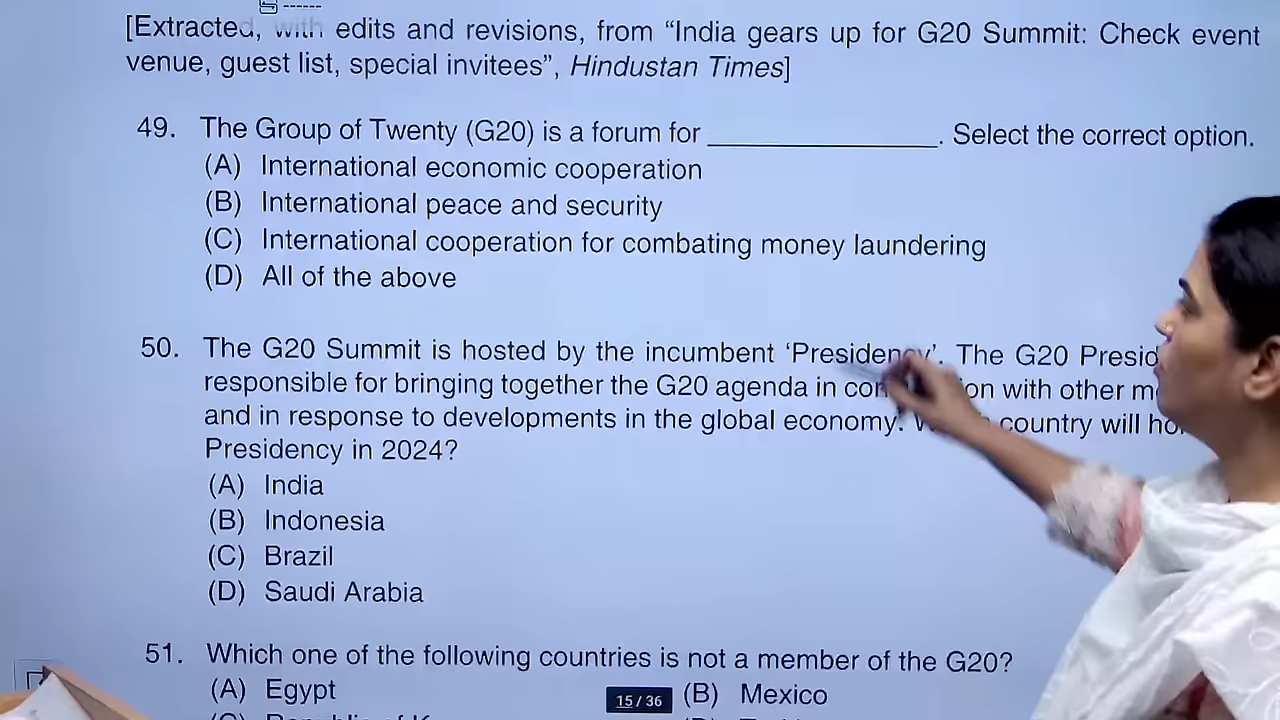 [Extracted, with edits and revisions, from “India gears up for G20 Summit: Check event
venue, guest list, special invitees”, Hindustan Times]
49. The Group of Twenty (G20) is a forum for ______________. Select the correct option.
(A) International economic cooperation
(B) International peace and security
(C) International cooperation for combating money laundering
(D) All of the above
50. The G20 Summit is hosted by the incumbent ‘Presidency’. The G20
responsible for bringing together the G20 agenda in with other
and in response to developments in the global economy. country will
Presidency in 2024?
(A) India
(B) Indonesia
(C) Brazil
(D) Saudi Arabia
51. Which one of the following countries is not a member of the G20?
(A) Egypt (B) Mexico
15 / 36